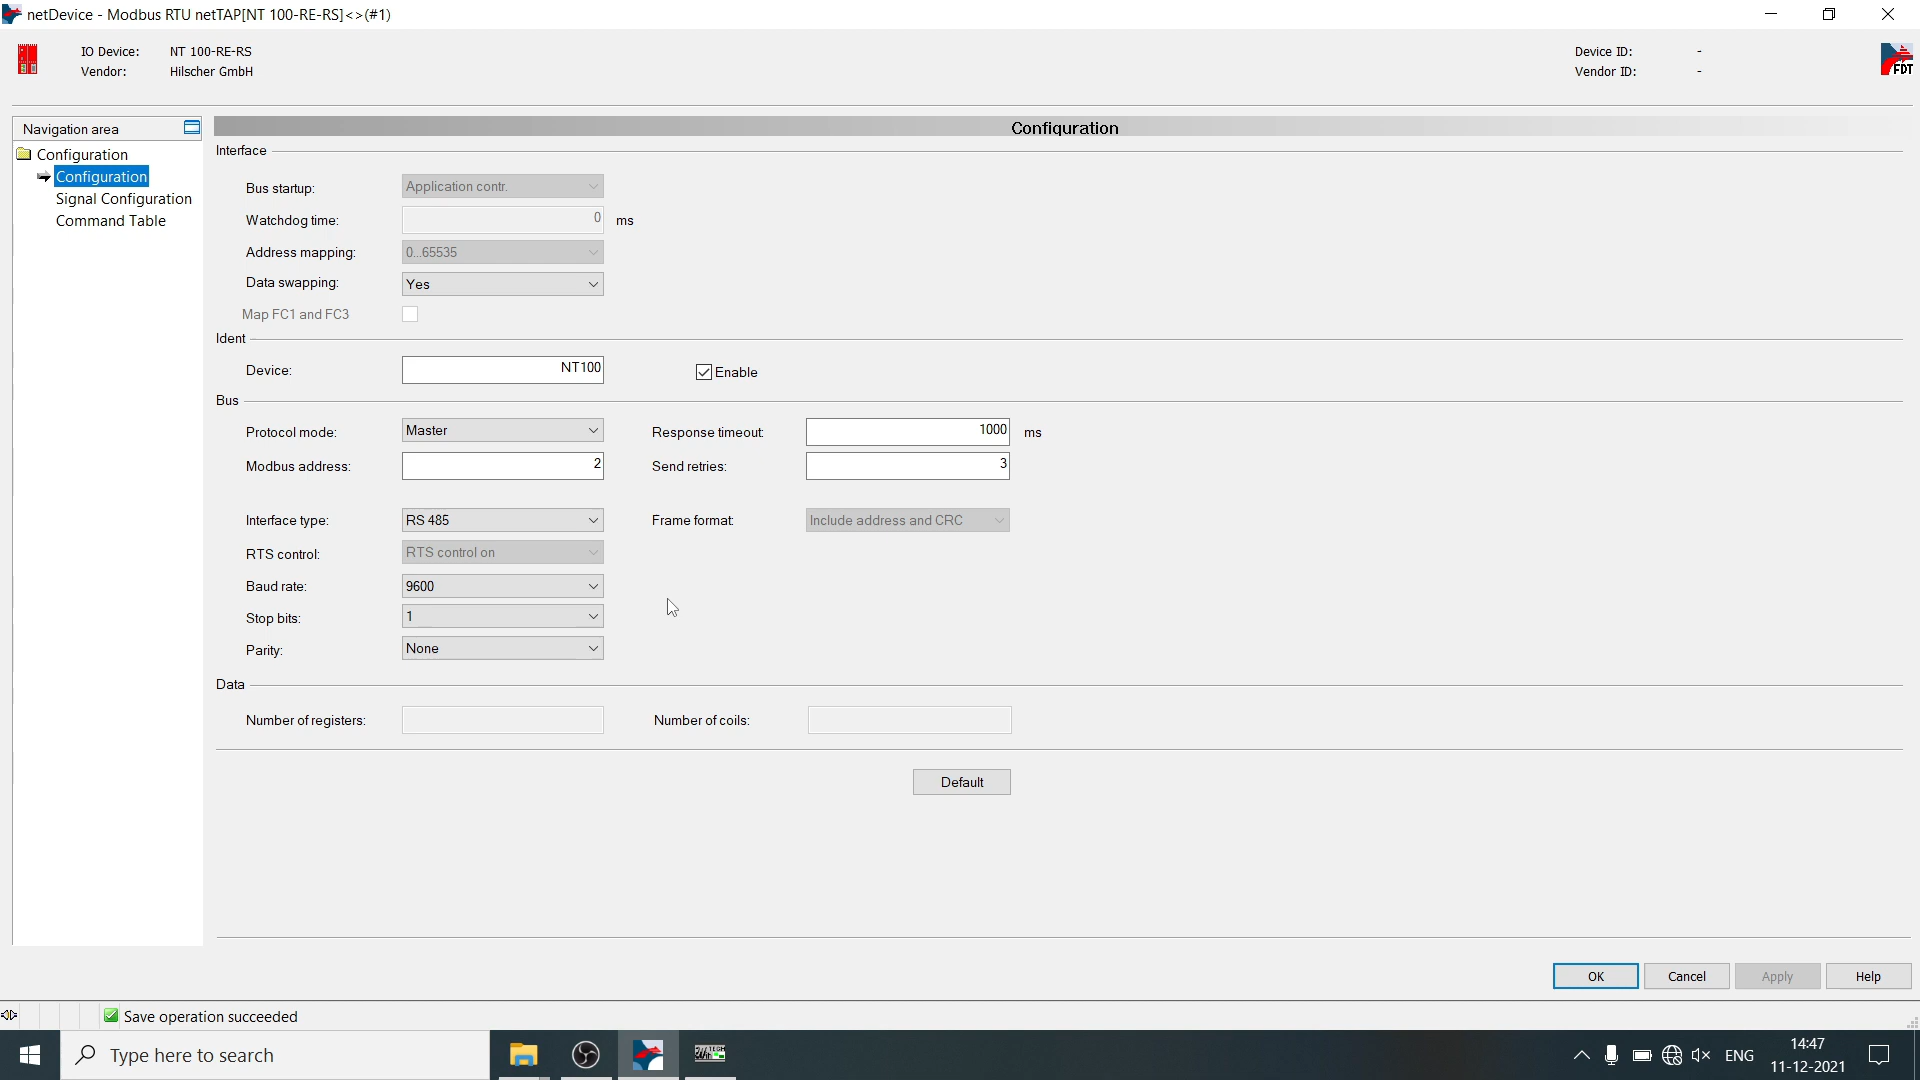 netDevice - Modbus RTU netTAP[NT 100-RE-RS]<>(#1)
IO Device: NT 100-RE-RS Device ID: -
Vendor: Hilscher GmbH Vendor ID: -
FDT
Navigation area
Configuration
Configuration
Signal Configuration
Command Table
Configuration
Interface
Bus startup: Application contr.
Watchdog time: 0 ms
Address mapping: 0...65535
Data swapping: Yes
Map FC1 and FC3
Ident
Device: NT100 Enable
Bus
Protocol mode: Master Response timeout: 1000 ms
Modbus address: 2 Send retries: 3
Interface type: RS 485 Frame format: Include address and CRC
RTS control: RTS control on
Baud rate: 9600
Stop bits: 1
Parity: None
Data
Number of registers: Number of coils:
Default
OK Cancel Apply Help
Save operation succeeded
Type here to search
ENG
14:47
11-12-2021